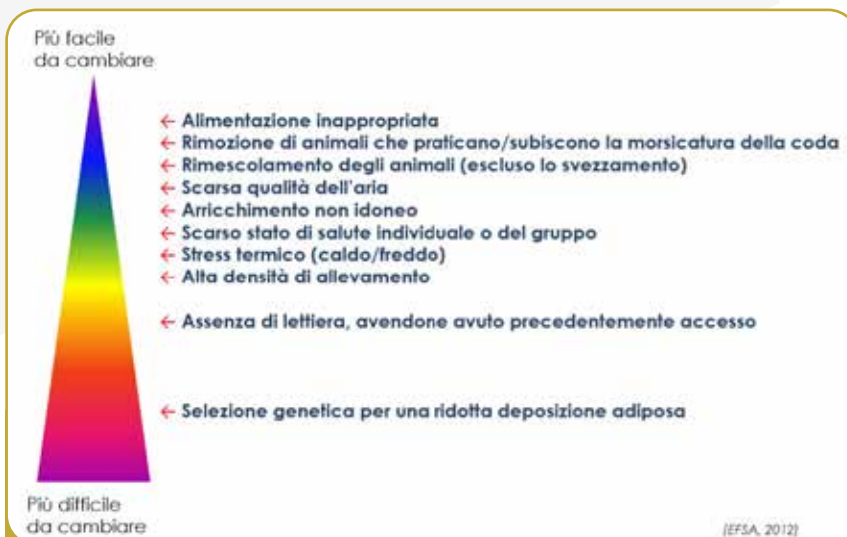 Più facile
da cambiare
← Alimentazione inappropriata
← Rimozione di animali che praticano/subiscono la morsicatura della coda
← Rimescolamento degli animali (escluso lo svezzamento)
← Scarsa qualità dell'aria
← Arricchimento non idoneo
← Scarso stato di salute individuale o del gruppo
← Stress termico (caldo/freddo)
← Alta densità di allevamento
← Assenza di lettiera, avendone avuto precedentemente accesso
← Selezione genetica per una ridotta deposizione adiposa
Più difficile
da cambiare
(EFSA, 2012)